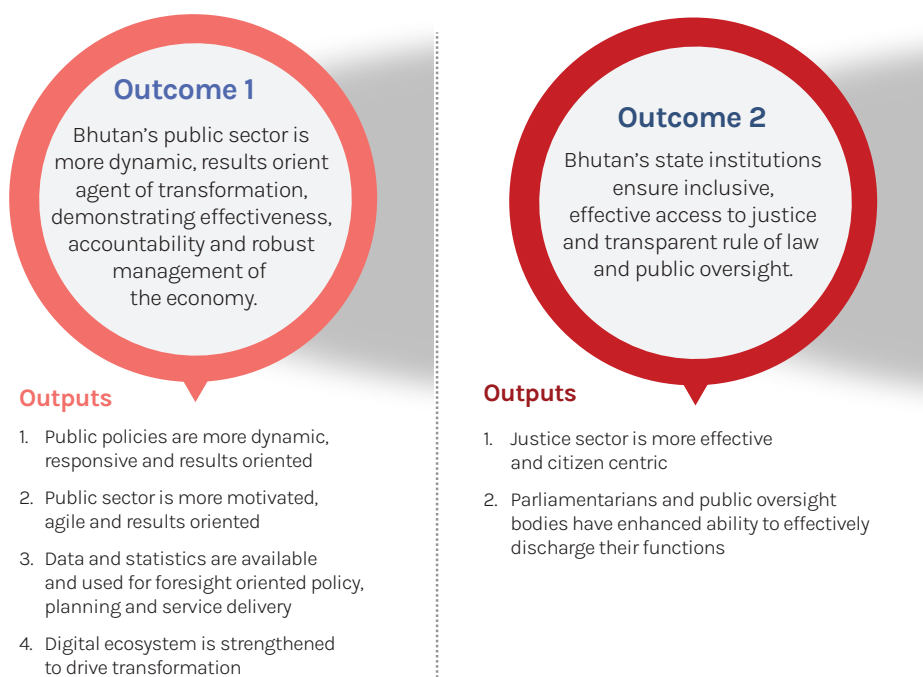 Outcome 1
Bhutan's public sector is
more dynamic, results orient
agent of transformation,
demonstrating effectiveness,
accountability and robust
management of
the economy.
Outputs
1. Public policies are more dynamic,
responsive and results oriented
2. Public sector is more motivated,
agile and results oriented
3. Data and statistics are available
and used for foresight oriented policy,
planning and service delivery
4. Digital ecosystem is strengthened
to drive transformation
Outcome 2
Bhutan's state institutions
ensure inclusive,
effective access to justice
and transparent rule of law
and public oversight.
Outputs
1. Justice sector is more effective
and citizen centric
2. Parliamentarians and public oversight
bodies have enhanced ability to effectively
discharge their functions